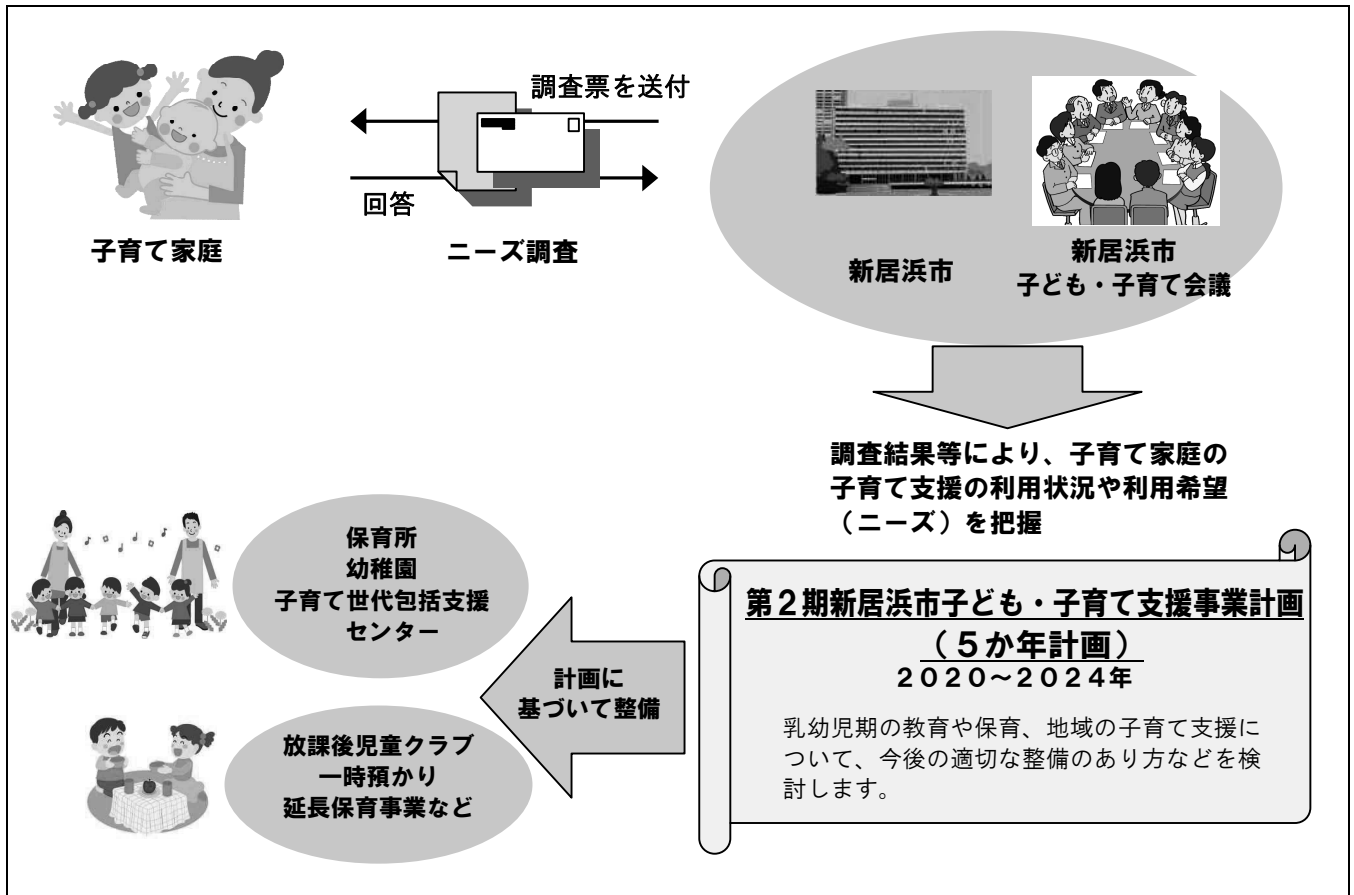 調査票を送付
回答
子育て家庭
ニーズ調査
新居浜市
新居浜市
子ども・子育て会議
調査結果等により、子育て家庭の
子育て支援の利用状況や利用希望
（ニーズ）を把握
第２期新居浜市子ども・子育て支援事業計画
（５か年計画）
２０２０～２０２４年
乳幼児期の教育や保育、地域の子育て支援に
ついて、今後の適切な整備のあり方などを検
討します。
計画に
基づいて整備
保育所
幼稚園
子育て世代包括支援
センター
放課後児童クラブ
一時預かり
延長保育事業など